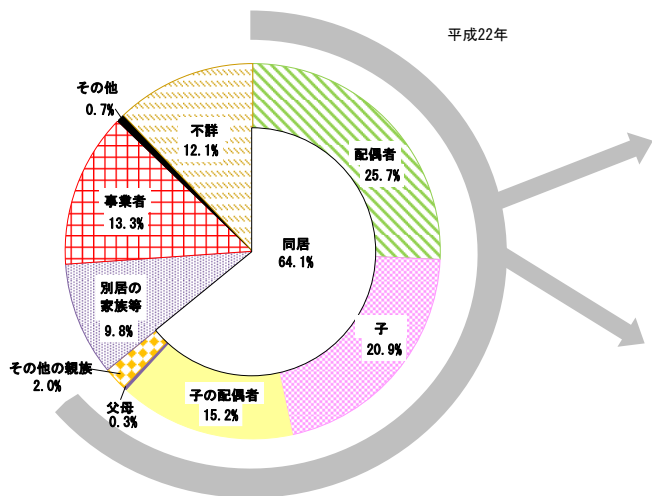 平成22年
その他
0.7%
不詳
12.1%
配偶者
25.7%
事業者
13.3%
同居
64.1%
別居の
家族等
9.8%
子
20.9%
その他の親族
2.0%
父母
0.3%
子の配偶者
15.2%